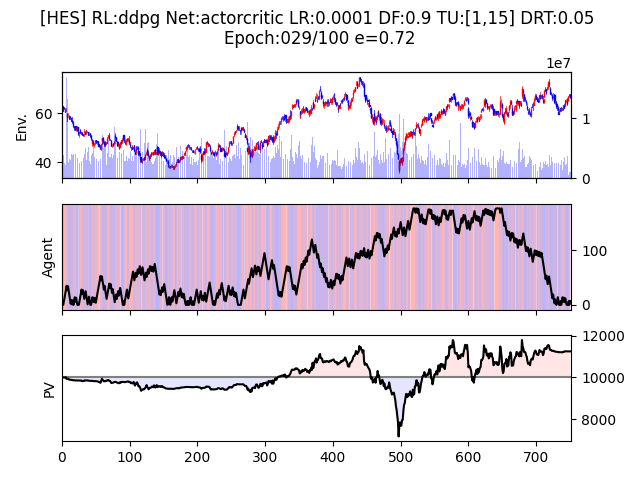 [HES] RL:ddpg Net:actorcritic LR:0.0001 DF:0.9 TU:[1,15] DRT:0.05
Epoch:029/100 e=0.72
1e7
Env.
60
40
1
0
Agent
100
0
PV
12000
10000
8000
0 100 200 300 400 500 600 700